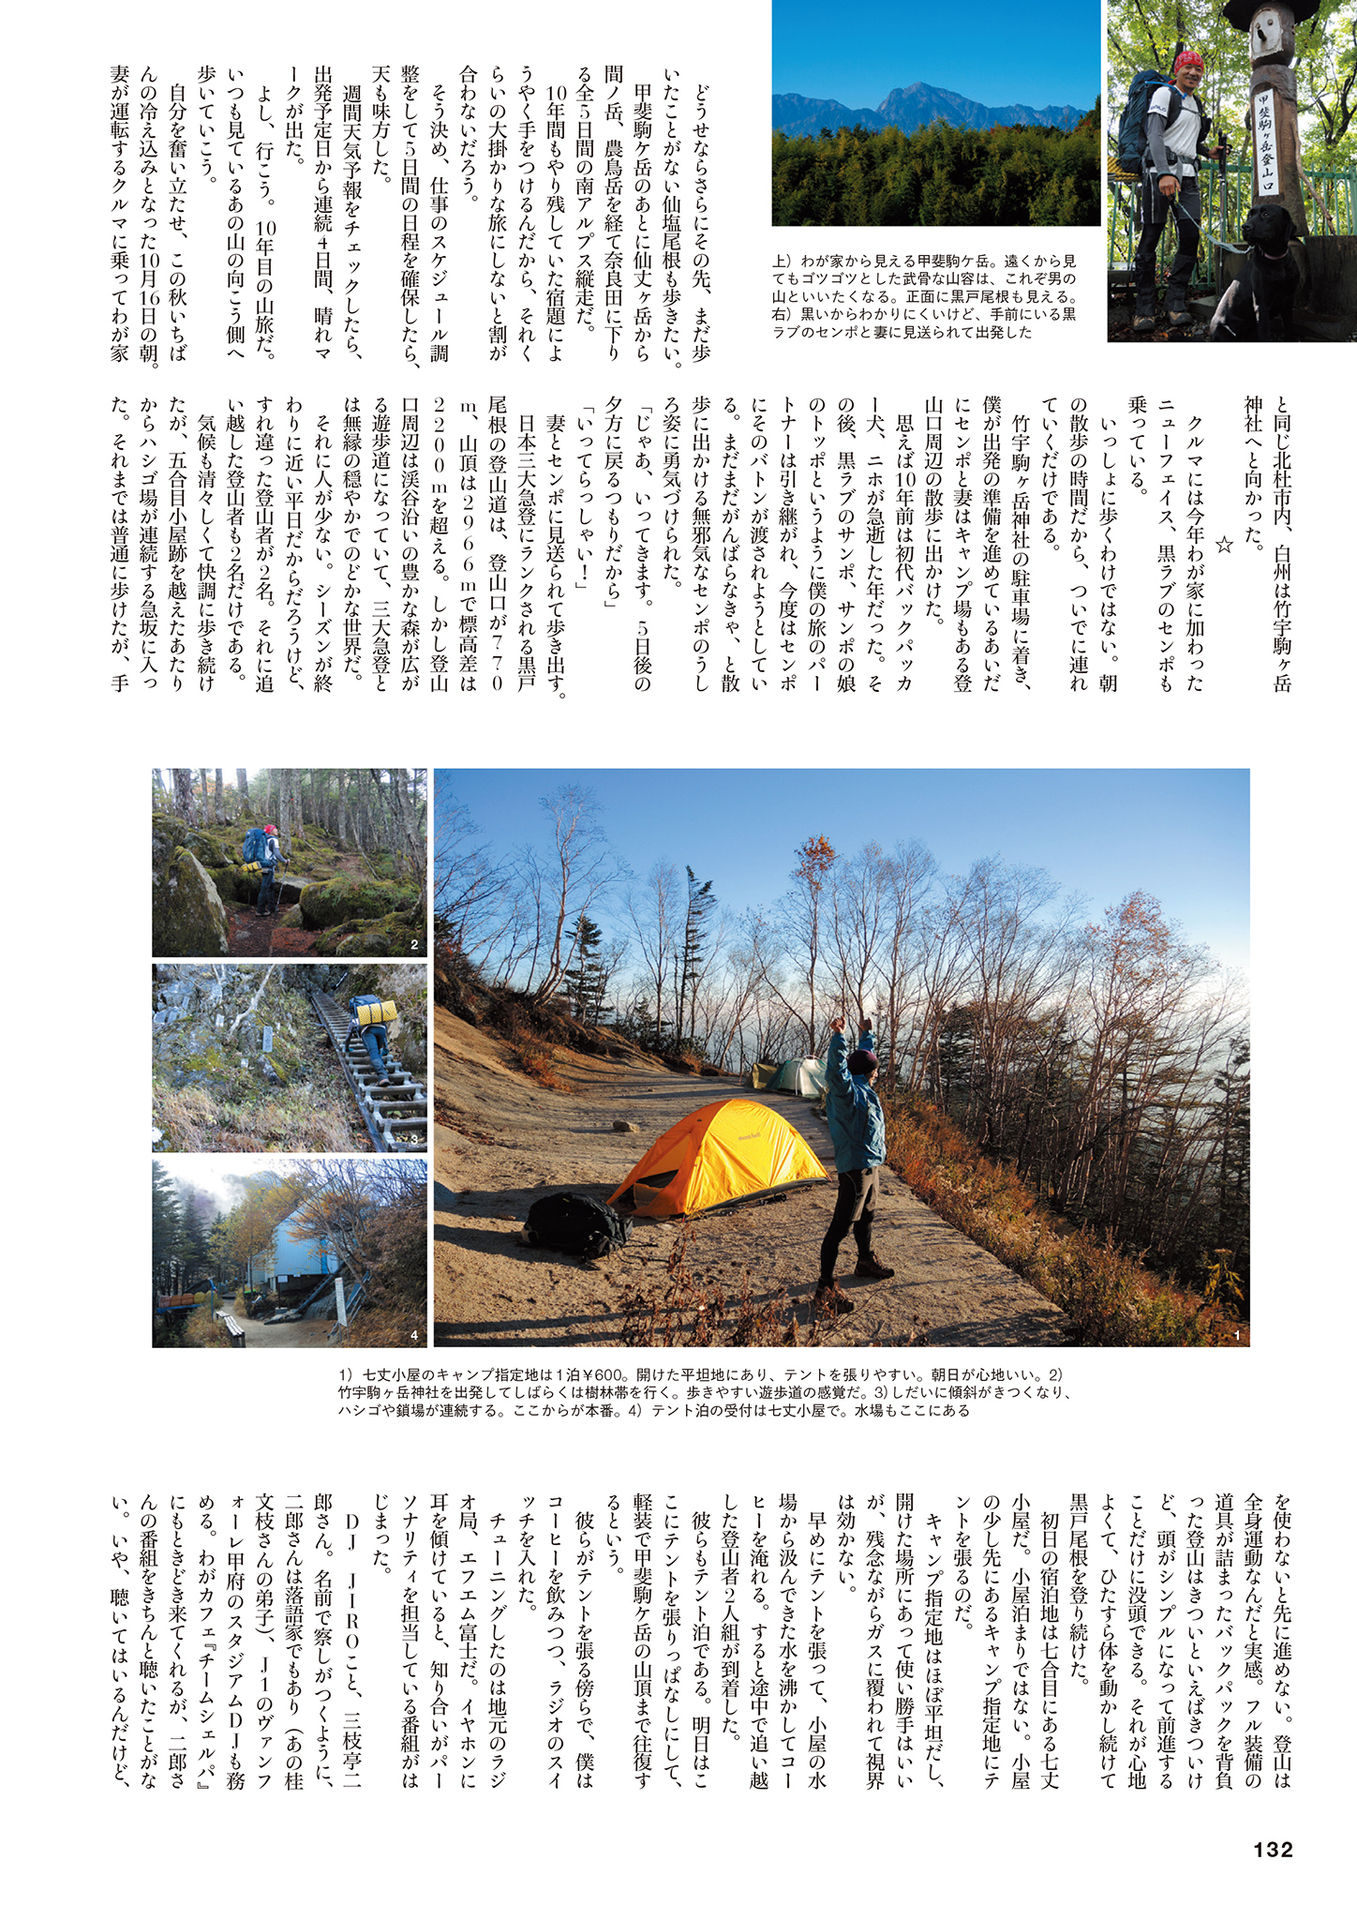 甲斐駒ヶ岳登山口
上）わが家から見える甲斐駒ケ岳。遠くから見
てもゴツゴツとした武骨な山容は、これぞ男の
山といいたくなる。正面に黒戸尾根も見える。
右）黒いからわかりにくいけど、手前にいる黒
ラブのセンポと妻に見送られて出発した
どうせならさらにその先、まだ歩
いたことがない仙塩尾根も歩きたい。
甲斐駒ケ岳のあとに仙丈ヶ岳から
間ノ岳、農鳥岳を経て奈良田に下り
る全5日間の南アルプス縦走だ。
10年間もやり残していた宿題によ
うやく手をつけるんだから、それく
らいの大掛かりな旅にしないと割が
合わないだろう。
そう決め、仕事のスケジュール調
整をして5日間の日程を確保したら、
天も味方した。
週間天気予報をチェックしたら、
出発予定日から連続4日間、晴れマ
ークが出た。
よし、行こう。10年目の山旅だ。
いつも見ているあの山の向こう側へ
歩いていこう。
自分を奮い立たせ、この秋いちば
んの冷え込みとなった10月16日の朝。
妻が運転するクルマに乗ってわが家
と同じ北杜市内、白州は竹宇駒ヶ岳
神社へと向かった。
☆
クルマには今年わが家に加わった
ニューフェイス、黒ラブのセンポも
乗っている。
いっしょに歩くわけではない。朝
の散歩の時間だから、ついでに連れ
ていくだけである。
竹宇駒ヶ岳神社の駐車場に着き、
僕が出発の準備を進めているあいだ
にセンポと妻はキャンプ場もある登
山口周辺の散歩に出かけた。
思えば10年前は初代バックパッカ
ー犬、ニホが急逝した年だった。そ
の後、黒ラブのサンポ、サンポの娘
のトッポというように僕の旅のパー
トナーは引き継がれ、今度はセンポ
にそのバトンが渡されようとしてい
る。まだまだがんばらなきゃ、と散
歩に出かける無邪気なセンポのうし
ろ姿に勇気づけられた。
「じゃあ、いってきます。5日後の
夕方に戻るつもりだから」
「いってらっしゃい！」
妻とセンポに見送られて歩き出す。
日本三大急登にランクされる黒戸
尾根の登山道は、登山口が770
m、山頂は2966mで標高差は
2200mを超える。しかし登山
口周辺は渓谷沿いの豊かな森が広が
る遊歩道になっていて、三大急登と
は無縁の穏やかでのどかな世界だ。
それに人が少ない。シーズンが終
わりに近い平日だからだろうけど、
すれ違った登山者が2名。それに追
い越した登山者も2名だけである。
気候も清々しくて快調に歩き続け
たが、五合目小屋跡を越えたあたり
からハシゴ場が連続する急坂に入っ
た。それまでは普通に歩けたが、手
2
3
4
1
1）七丈小屋のキャンプ指定地は1泊¥600。開けた平坦地にあり、テントを張りやすい。朝日が心地いい。2）
竹宇駒ヶ岳神社を出発してしばらくは樹林帯を行く。歩きやすい遊歩道の感覚だ。3）しだいに傾斜がきつくなり、
ハシゴや鎖場が連続する。ここからが本番。4）テント泊の受付は七丈小屋で。水場もここにある
を使わないと先に進めない。登山は
全身運動なんだと実感。フル装備の
道具が詰まったバックパックを背負
った登山はきついといえばきついけ
ど、頭がシンプルになって前進する
ことだけに没頭できる。それが心地
よくて、ひたすら体を動かし続けて
黒戸尾根を登り続けた。
初日の宿泊地は七合目にある七丈
小屋だ。小屋泊まりではない。小屋
の少し先にあるキャンプ指定地にテ
ントを張るのだ。
キャンプ指定地はほぼ平坦だし、
開けた場所にあって使い勝手はいい
が、残念ながらガスに覆われて視界
は効かない。
早めにテントを張って、小屋の水
場から汲んできた水を沸かしてコー
ヒーを淹れる。すると途中で追い越
した登山者2人組が到着した。
彼らもテント泊である。明日はこ
こにテントを張りっぱなしにして、
軽装で甲斐駒ケ岳の山頂まで往復す
るという。
彼らがテントを張る傍らで、僕は
コーヒーを飲みつつ、ラジオのスイ
ッチを入れた。
チューニングしたのは地元のラジ
オ局、エフエム富士だ。イヤホンに
耳を傾けていると、知り合いがパー
ソナリティを担当している番組がは
じまった。
DJ JIROこと、三枝亭二
郎さん。名前で察しがつくように、
二郎さんは落語家でもあり（あの桂
文枝さんの弟子）、J1のヴァンフ
ォーレ甲府のスタジアムDJも務
める。わがカフェ『チームシェルパ』
にもときどき来てくれるが、二郎さ
んの番組をきちんと聴いたことがな
い。いや、聴いてはいるんだけど、
132